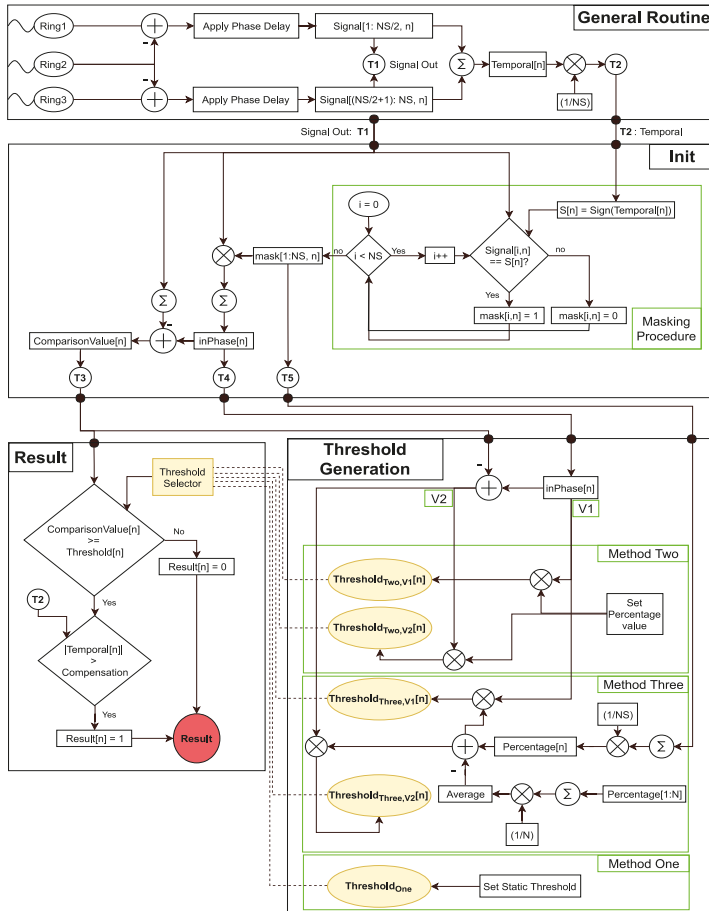 General Routine
Ring1
Apply Phase Delay
Signal[1: NS/2, n]
Ring2
T1
Signal Out
Σ
Temporal[n]
T2
Ring3
Apply Phase Delay
Signal[(NS/2+1): NS, n]
(1/NS)
Signal Out: T1
T2 : Temporal
Init
i = 0
S[n] = Sign(Temporal[n])
mask[1:NS, n]
no
i < NS
Yes
i++
Signal[i,n]
== S[n]?
no
Yes
Σ
Σ
mask[i,n] = 1
mask[i,n] = 0
Masking
Procedure
ComparisonValue[n]
inPhase[n]
T3
T4
T5
Result
Threshold
Selector
Threshold
Generation
inPhase[n]
V2
V1
ComparisonValue[n]
>=
Threshold[n]
No
Result[n] = 0
Yes
T2
|Temporal[n]|
>
Compensation
Yes
Result[n] = 1
Result
Method Two
ThresholdTwo,V1[n]
ThresholdTwo,V2[n]
Set
Percentage
value
Method Three
ThresholdThree,V1[n]
(1/NS)
Percentage[n]
Σ
ThresholdThree,V2[n]
Average
Σ
Percentage[1:N]
(1/N)
Method One
ThresholdOne
Set Static Threshold